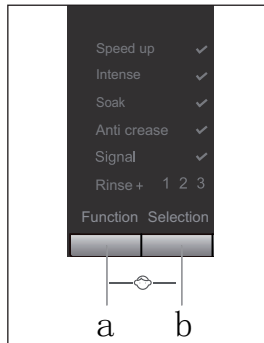 Speed up ✓
Intense ✓
Soak ✓
Anti crease ✓
Signal ✓
Rinse + 1 2 3
Function Selection
a b